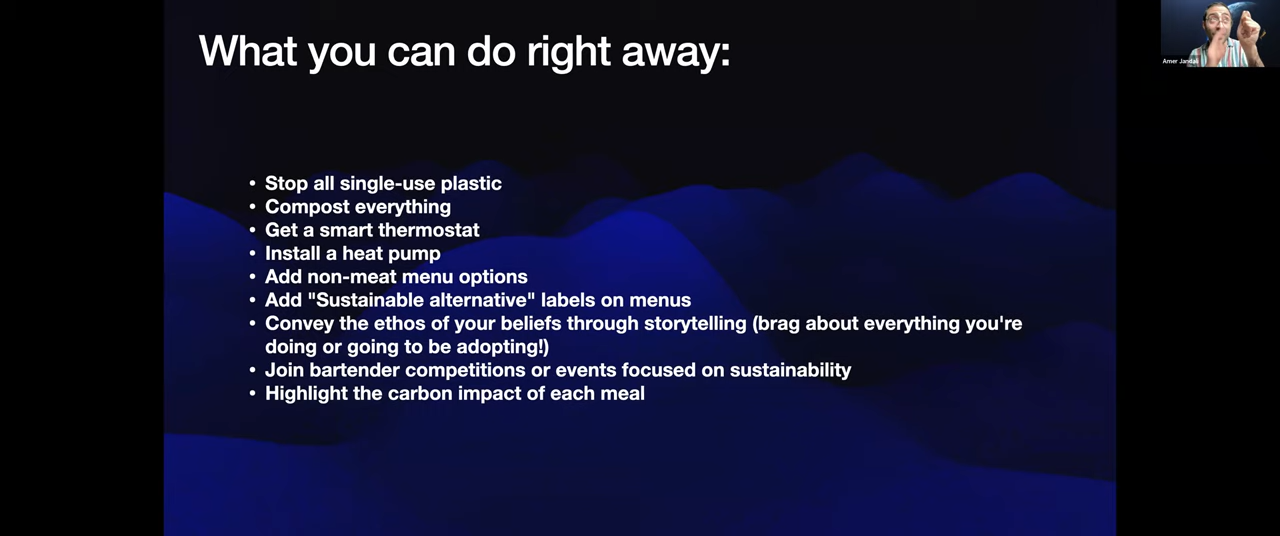 What you can do right away:
• Stop all single-use plastic
• Compost everything
• Get a smart thermostat
• Install a heat pump
• Add non-meat menu options
• Add "Sustainable alternative" labels on menus
• Convey the ethos of your beliefs through storytelling (brag about everything you're
doing or going to be adopting!)
• Join bartender competitions or events focused on sustainability
• Highlight the carbon impact of each meal
Amer Jandali